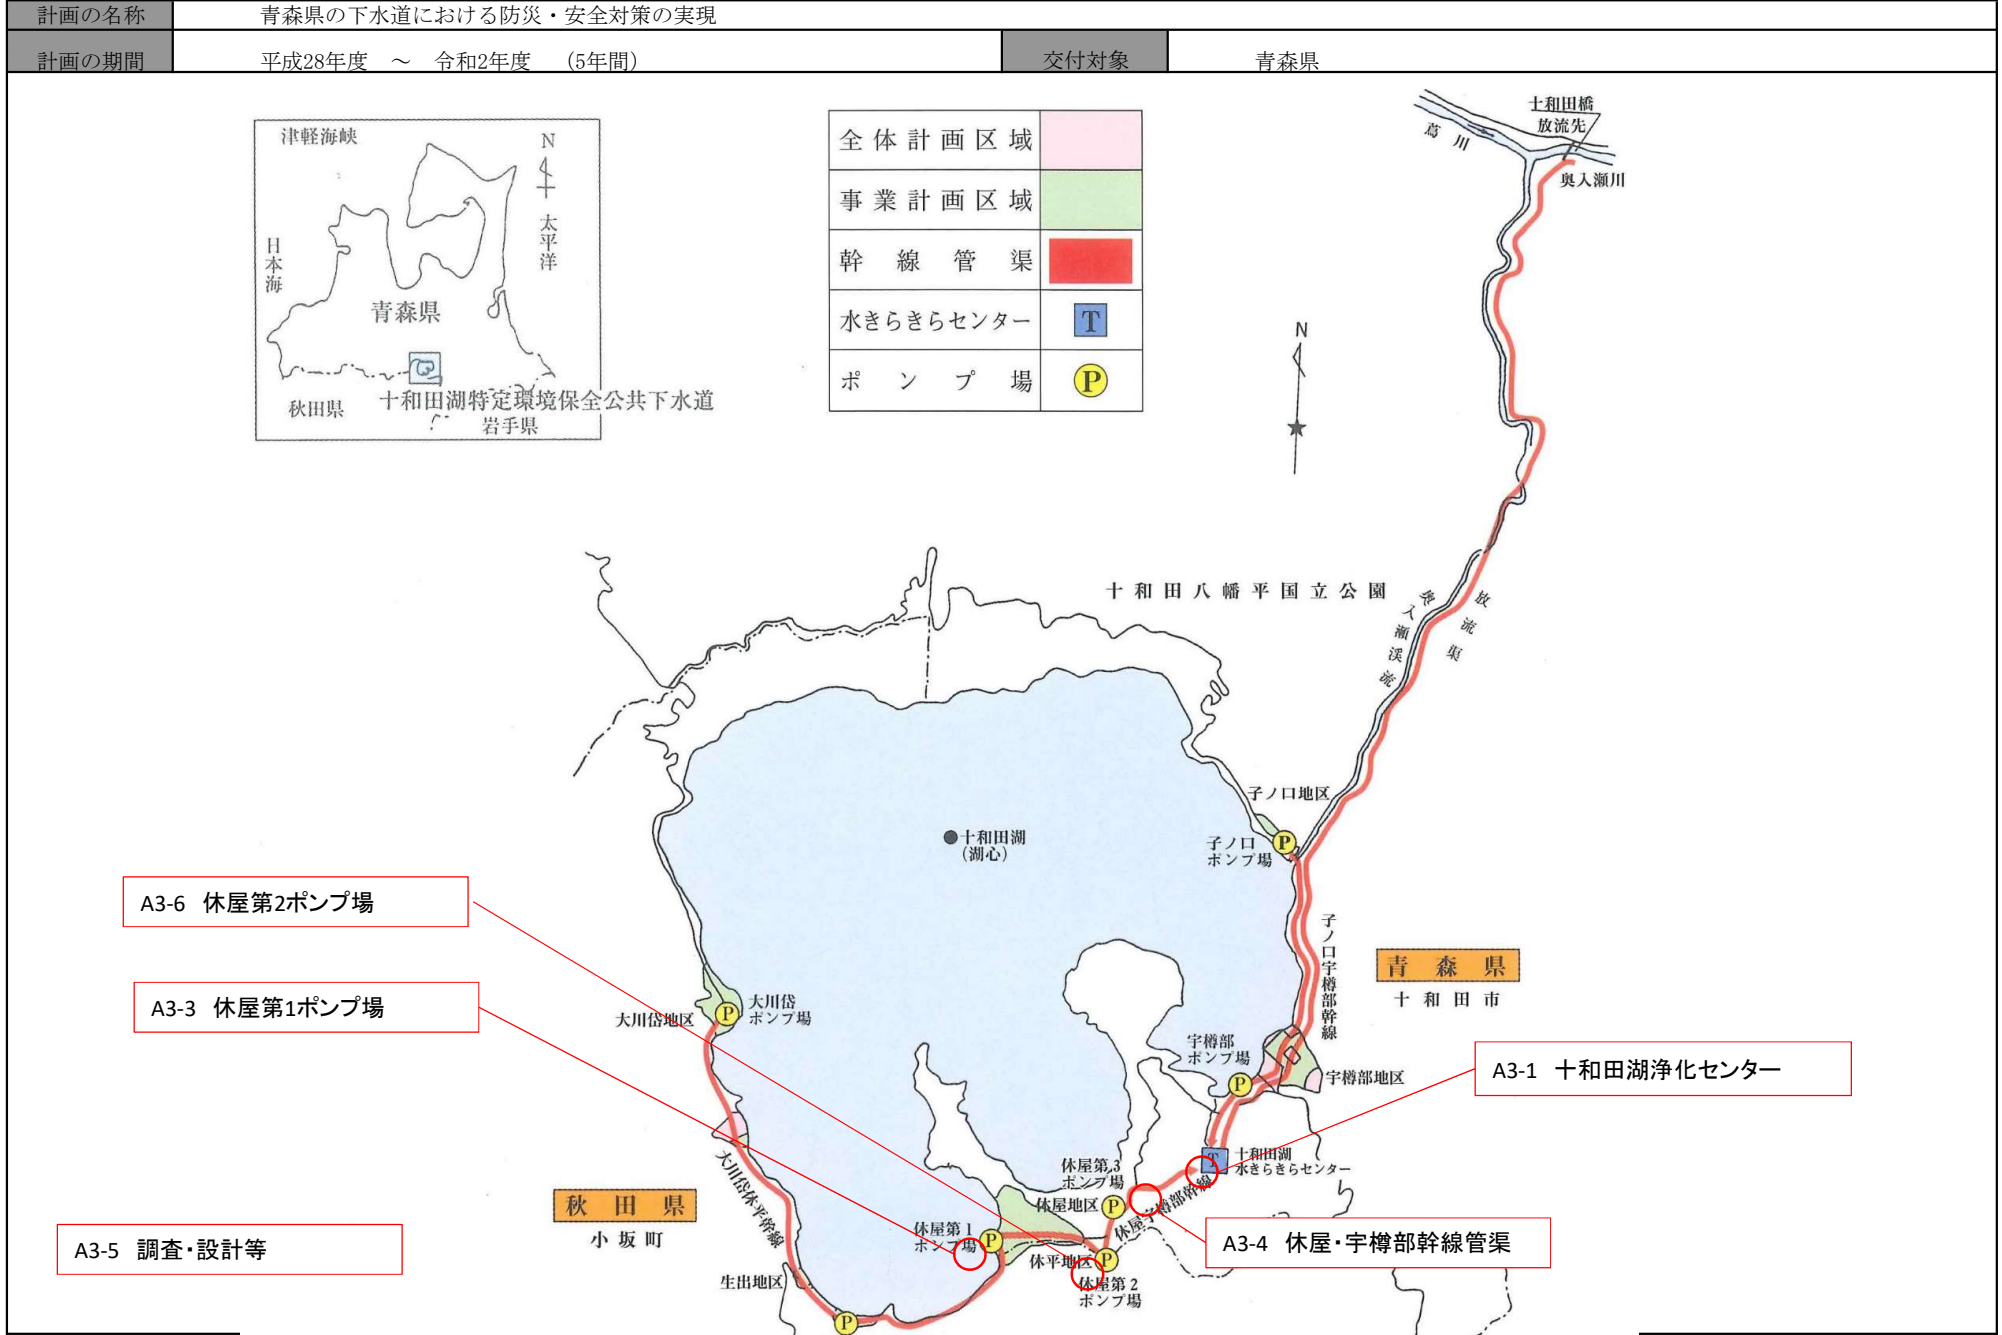 計画の名称 青森県の下水道における防災・安全対策の実現
計画の期間 平成28年度 ～ 令和2年度 （5年間） 交付対象 青森県
津軽海峡
N
太平洋
日本海
青森県
秋田県
十和田湖特定環境保全公共下水道
岩手県
全体計画区域
事業計画区域
幹線管渠
水きらきらセンター T
ポンプ場 P
N
十和田橋
放流先
蔦川
奥入瀬川
十和田八幡平国立公園
奥入瀬渓流
放流渠
子ノ口地区
子ノ口
ポンプ場
P
十和田湖
(湖心)
子ノ口宇樽部幹線
青森県
十和田市
A3-6 休屋第2ポンプ場
A3-3 休屋第1ポンプ場
大川岱地区
P
大川岱
ポンプ場
宇樽部
ポンプ場
P
宇樽部地区
A3-1 十和田湖浄化センター
大川岱休平幹線
休屋第3
ポンプ場
P
T
十和田湖
水きらきらセンター
休屋地区
休屋宇樽部幹線
秋田県
小坂町
休屋第1
ポンプ場
P
休平地区
P
休屋第2
ポンプ場
A3-4 休屋・宇樽部幹線管渠
A3-5 調査・設計等
生出地区
P